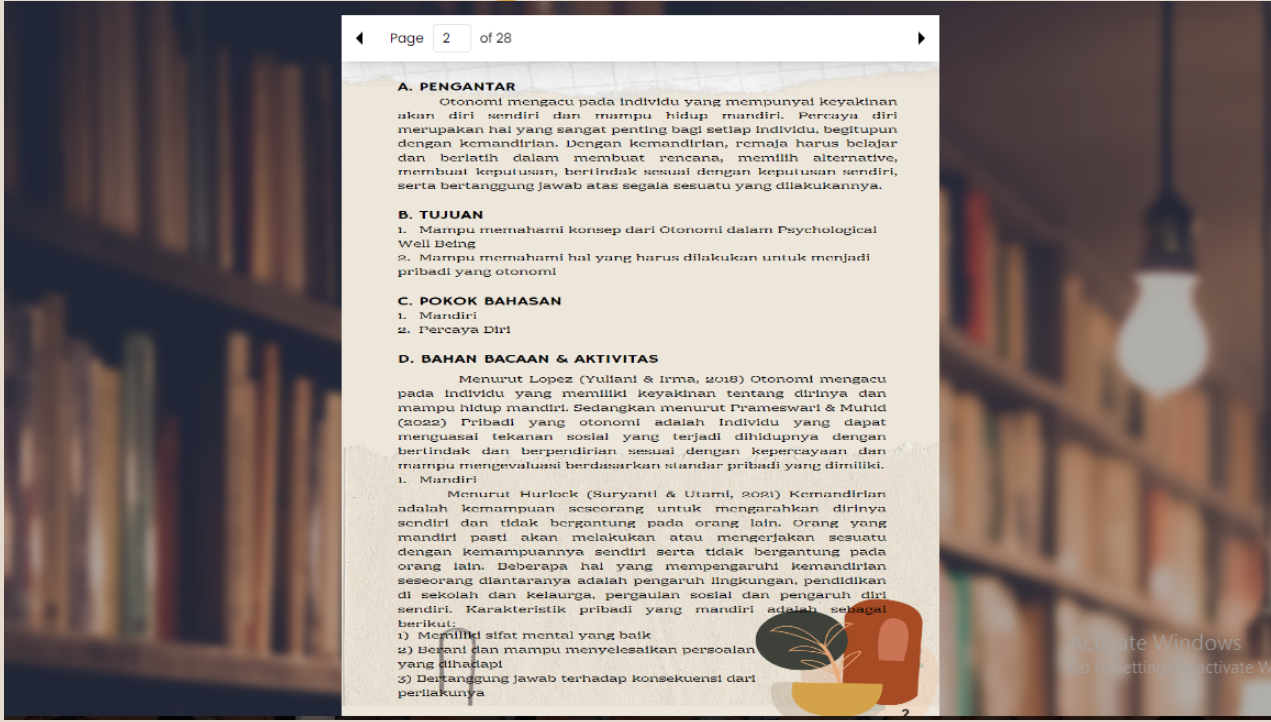 Page 2 of 28
A. PENGANTAR
Otonomi mengacu pada individu yang mempunyai keyakinan
akan diri sendiri dan mampu hidup mandiri. Percaya diri
merupakan hal yang sangat penting bagi setiap individu, begitupun
dengan kemandirian. Dengan kemandirian, remaja harus belajar
dan berlatih dalam membuat rencana, memilih alternative,
membuat keputusan, bertindak sesuai dengan keputusan sendiri,
serta bertanggung jawab atas segala sesuatu yang dilakukannya.
B. TUJUAN
1. Mampu memahami konsep dari Otonomi dalam Psychological
Well Being
2. Mampu memahami hal yang harus dilakukan untuk menjadi
pribadi yang otonomi
C. POKOK BAHASAN
1. Mandiri
2. Percaya Diri
D. BAHAN BACAAN & AKTIVITAS
Menurut Lopez (Yuliani & Irma, 2018) Otonomi mengacu
pada individu yang memiliki keyakinan tentang dirinya dan
mampu hidup mandiri. Sedangkan menurut Prameswari & Muhid
(2022) Pribadi yang otonomi adalah Individu yang dapat
menguasai tekanan sosial yang terjadi dihidupnya dengan
bertindak dan berpendirian sesuai dengan kepercayaan dan
mampu mengevaluasi berdasarkan standar pribadi yang dimiliki.
1. Mandiri
Menurut Hurlock (Suryanti & Utami, 2021) Kemandirian
adalah kemampuan seseorang untuk mengarahkan dirinya
sendiri dan tidak bergantung pada orang lain. Orang yang
mandiri pasti akan melakukan atau mengerjakan sesuatu
dengan kemampuannya sendiri serta tidak bergantung pada
orang lain. Beberapa hal yang mempengaruhi kemandirian
seseorang diantaranya adalah pengaruh lingkungan, pendidikan
di sekolah dan kelaurga, pergaulan sosial dan pengaruh diri
sendiri. Karakteristik pribadi yang mandiri adalah sebagai
berikut:
1) Memiliki sifat mental yang baik
2) Berani dan mampu menyelesaikan persoalan
yang dihadapi
3) Bertanggung jawab terhadap konsekuensi dari
perilakunya
2
Activate Windows
Go to Settings to activate W